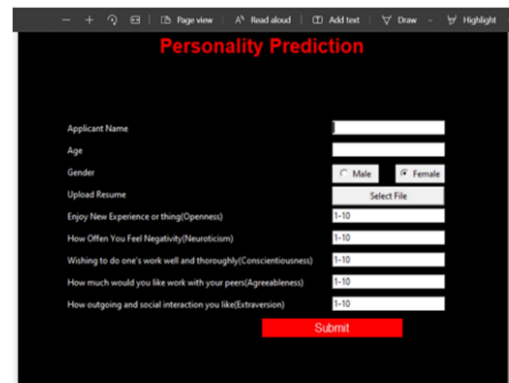 Page view | Read aloud | Add text | Draw | Highlight
Personality Prediction
Applicant Name
Age
Gender Male Female
Upload Resume Select File
Enjoy New Experience or thing(Openness) 1-10
How Offen You Feel Negativity(Neuroticism) 1-10
Wishing to do one's work well and thoroughly(Conscientiousness) 1-10
How much would you like work with your peers(Agreeableness) 1-10
How outgoing and social interaction you like(Extraversion) 1-10
Submit